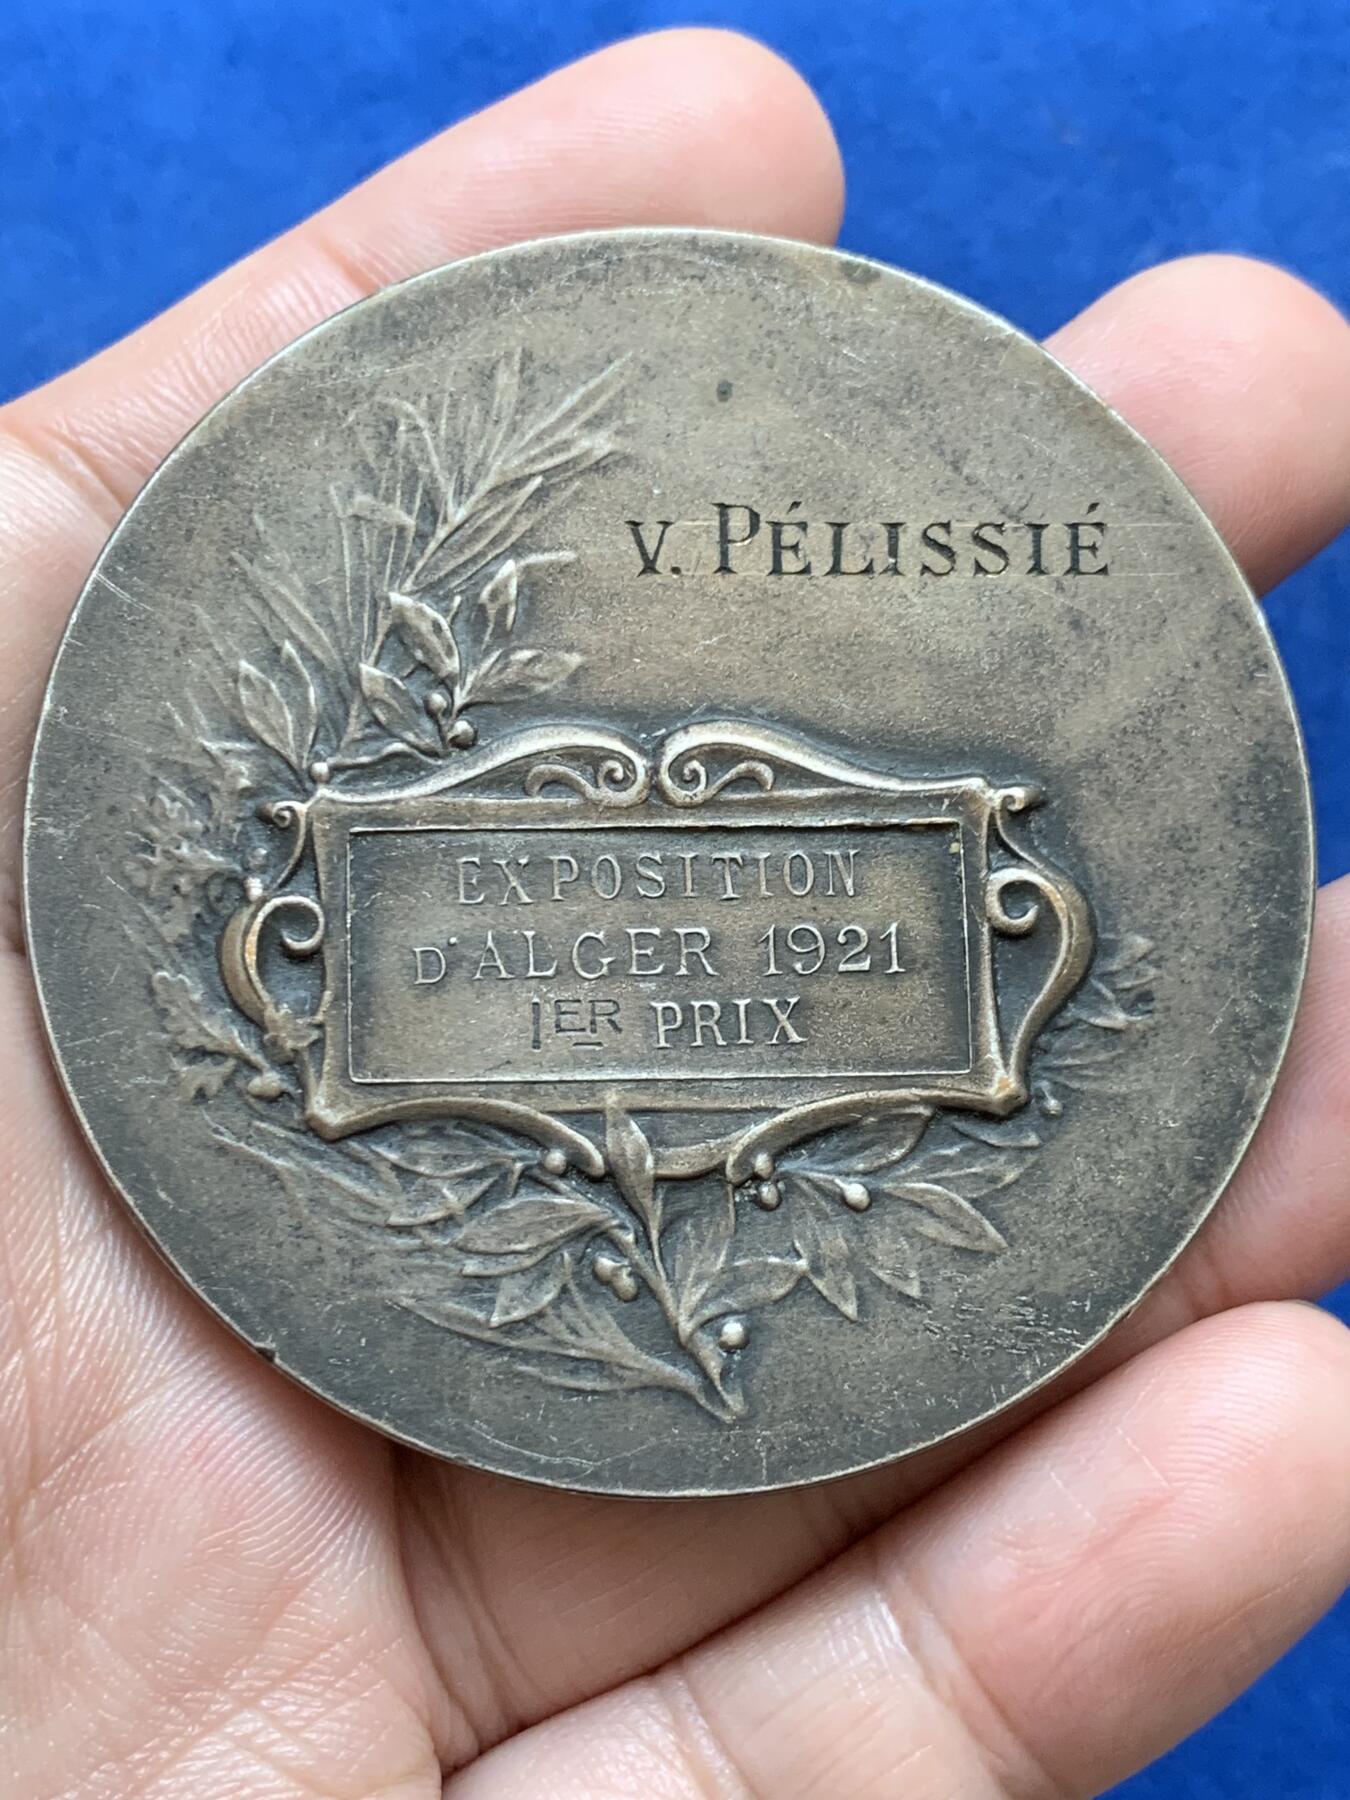 V. PÉLISSIÉ
EXPOSITION
D'ALGER 1921
1ER PRIX